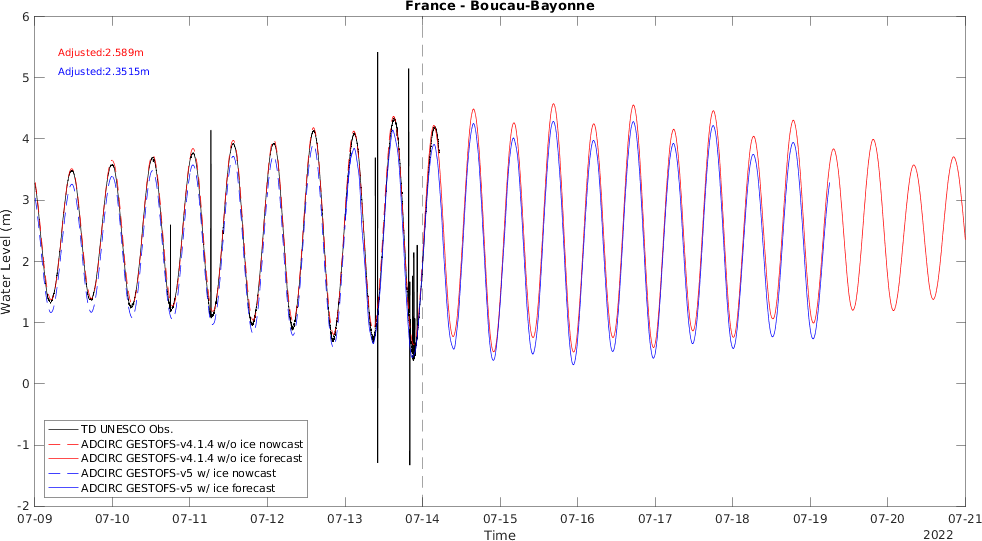 France - Boucau-Bayonne
Adjusted:2.589m
Adjusted:2.3515m
Water Level (m)
6
5
4
3
2
1
0
-1
-2
TD UNESCO Obs.
ADCIRC GESTOFS-v4.1.4 w/o ice nowcast
ADCIRC GESTOFS-v4.1.4 w/o ice forecast
ADCIRC GESTOFS-v5 w/ ice nowcast
ADCIRC GESTOFS-v5 w/ ice forecast
07-09 07-10 07-11 07-12 07-13 07-14 07-15 07-16 07-17 07-18 07-19 07-20 07-21
Time
2022